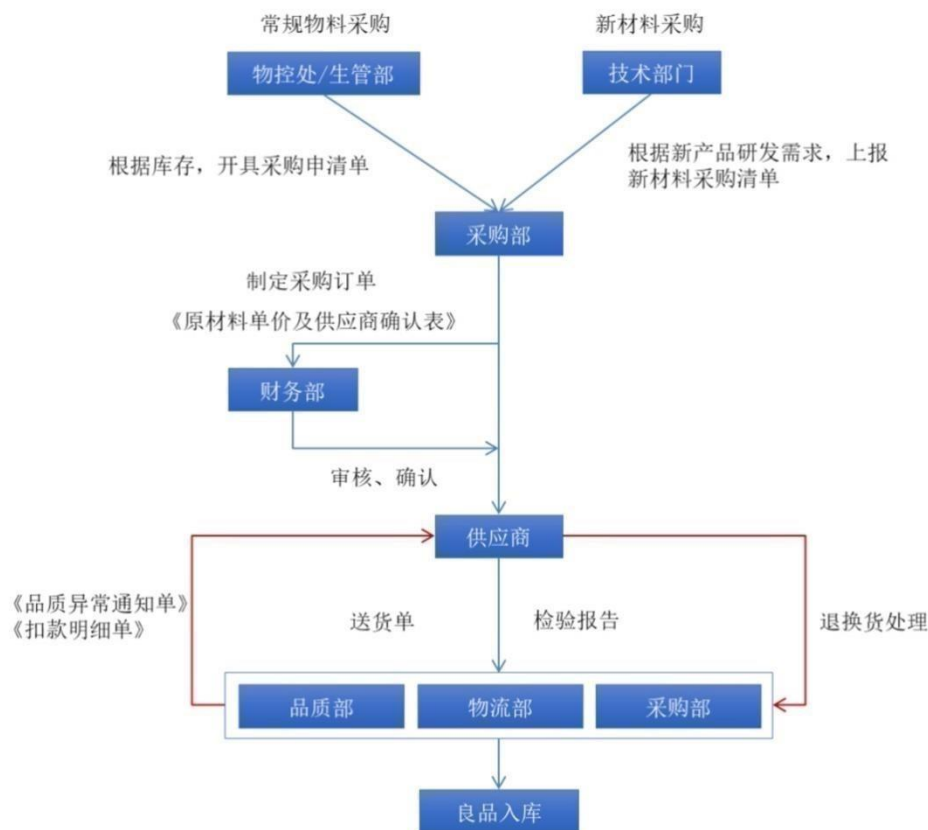 常规物料采购
新材料采购
物控处/生管部
技术部门
根据库存，开具采购申清单
根据新产品研发需求，上报
新材料采购清单
采购部
制定采购订单
《原材料单价及供应商确认表》
财务部
审核、确认
供应商
《品质异常通知单》
《扣款明细单》
送货单
检验报告
退换货处理
品质部
物流部
采购部
良品入库